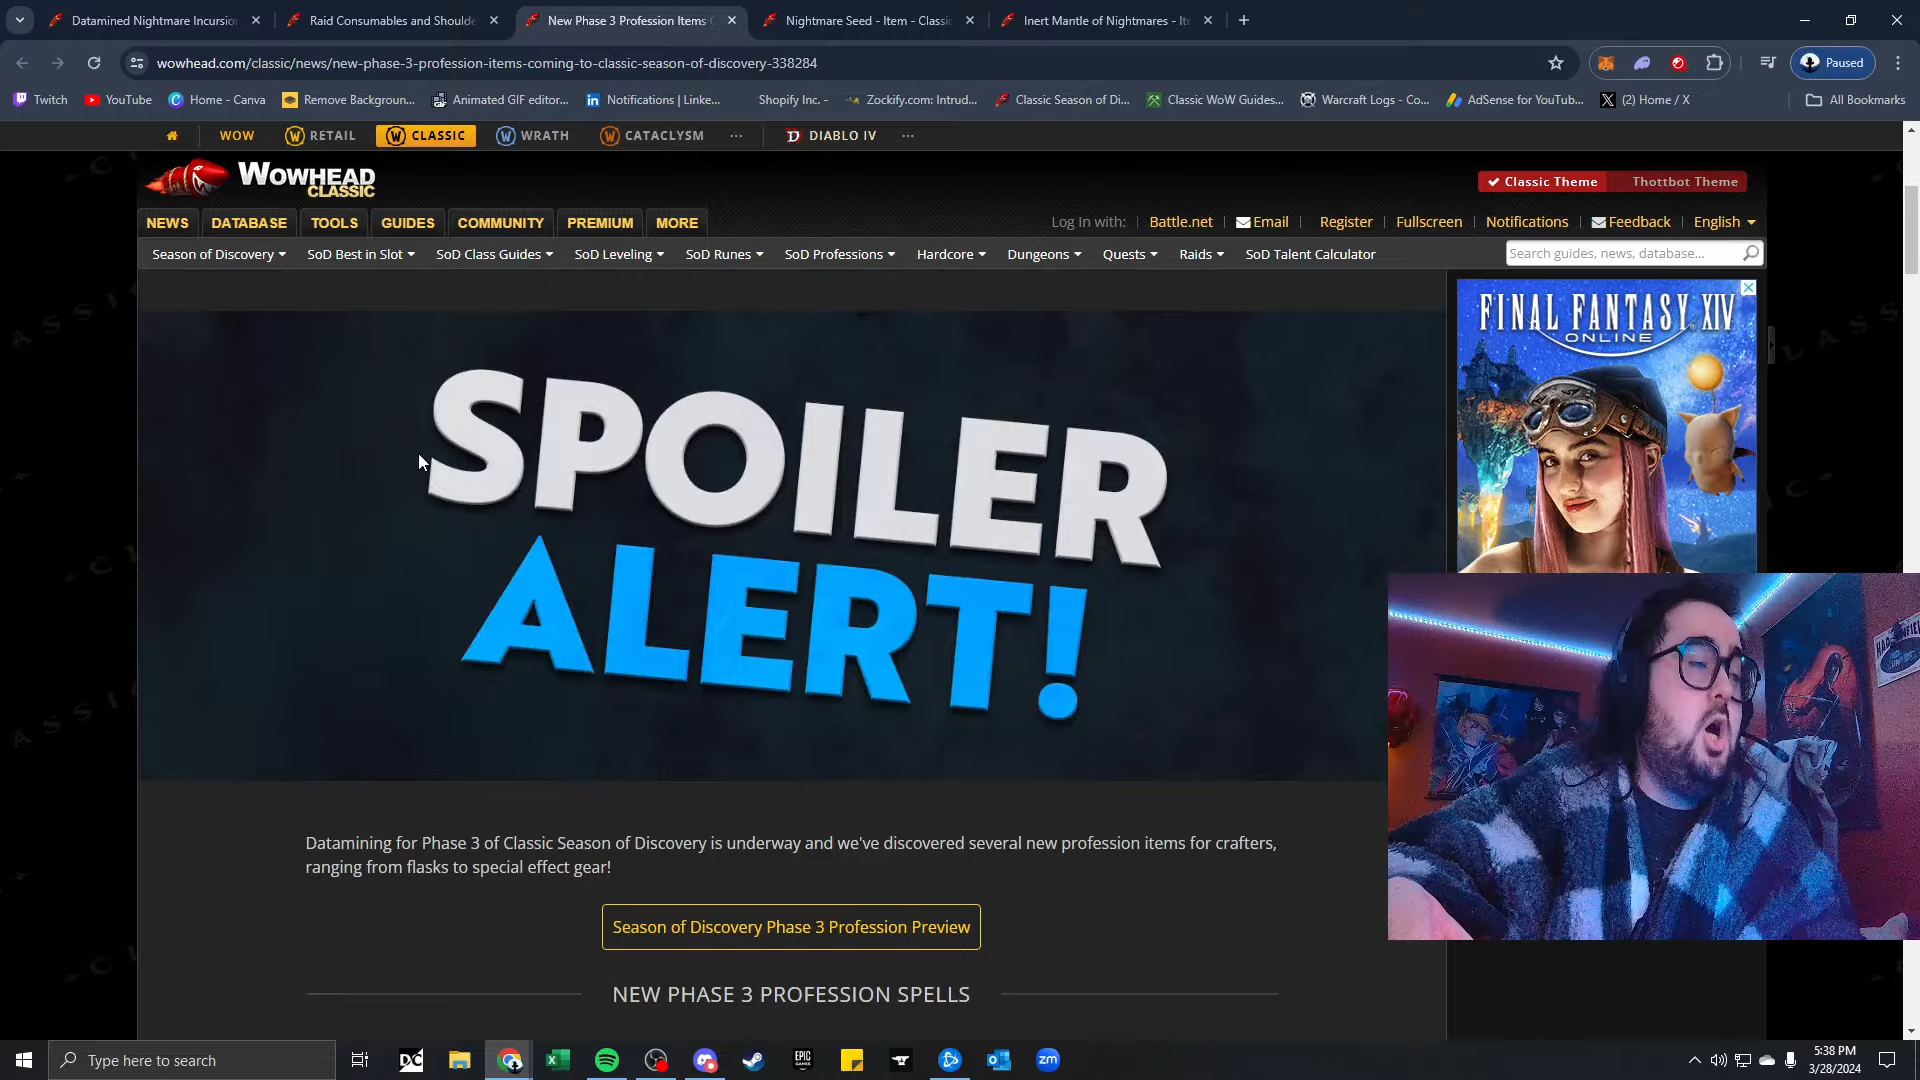 Datamined Nightmare Incursio
Raid Consumables and Shoulde
New Phase 3 Profession Items C
Nightmare Seed - Item - Classic
Inert Mantle of Nightmares - Ite
wowhead.com/classic/news/new-phase-3-profession-items-coming-to-classic-season-of-discovery-338284
Paused
Twitch
YouTube
Home - Canva
Remove Backgroun...
Animated GIF editor...
Notifications | Linke...
Shopify Inc. -
Zockify.com: Intrud...
Classic Season of Di...
Classic WoW Guides...
Warcraft Logs - Co...
AdSense for YouTub...
(2) Home / X
All Bookmarks
WOW
RETAIL
CLASSIC
WRATH
CATACLYSM
DIABLO IV
WOWHEAD
CLASSIC
Classic Theme
Thottbot Theme
NEWS
DATABASE
TOOLS
GUIDES
COMMUNITY
PREMIUM
MORE
Log in with:
Battle.net
Email
Register
Fullscreen
Notifications
Feedback
English
Season of Discovery
SoD Best in Slot
SoD Class Guides
SoD Leveling
SoD Runes
SoD Professions
Hardcore
Dungeons
Quests
Raids
SoD Talent Calculator
Search guides, news, database...
FINAL FANTASY XIV
ONLINE
SPOILER
ALERT!
Datamining for Phase 3 of Classic Season of Discovery is underway and we've discovered several new profession items for crafters,
ranging from flasks to special effect gear!
Season of Discovery Phase 3 Profession Preview
NEW PHASE 3 PROFESSION SPELLS
Type here to search
DC
EPIC
GAMES
zm
5:38 PM
3/28/2024